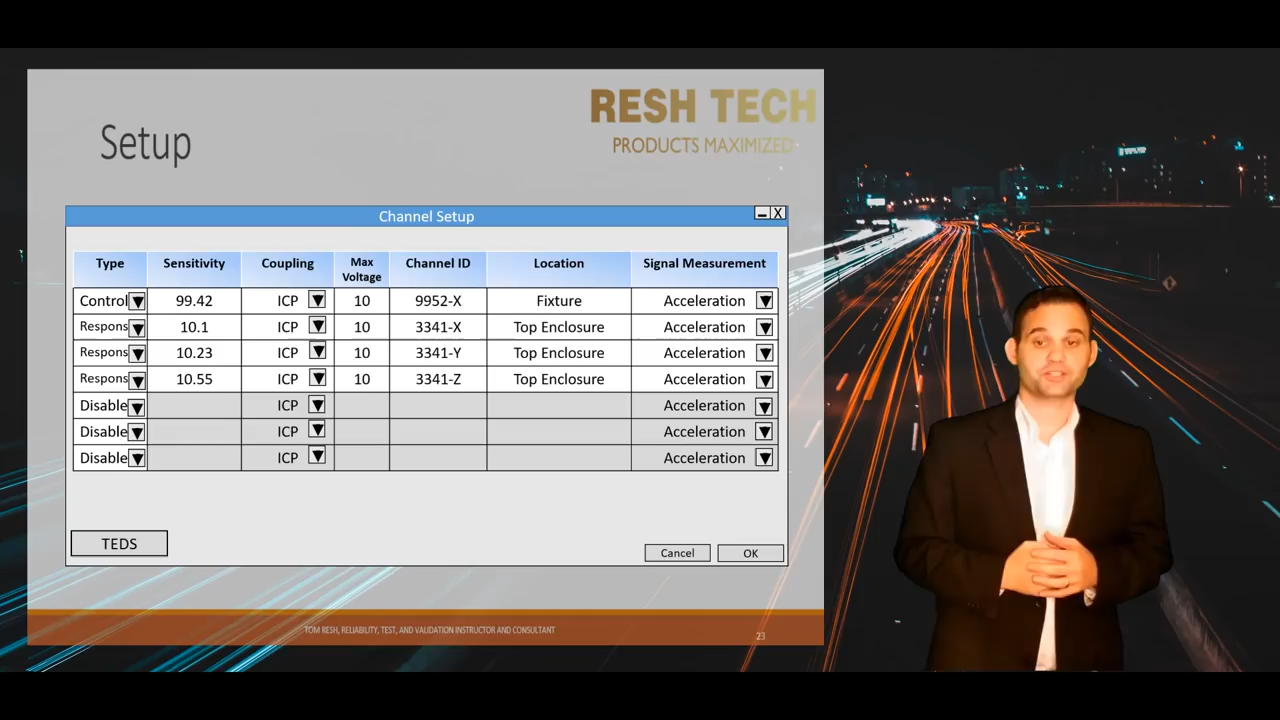 RESH TECH
PRODUCTS MAXIMIZED
Setup
Channel Setup
X
Type Sensitivity Coupling Max Voltage Channel ID Location Signal Measurement
Control 99.42 ICP 10 9952-X Fixture Acceleration
Respons 10.1 ICP 10 3341-X Top Enclosure Acceleration
Respons 10.23 ICP 10 3341-Y Top Enclosure Acceleration
Respons 10.55 ICP 10 3341-Z Top Enclosure Acceleration
Disable ICP Acceleration
Disable ICP Acceleration
Disable ICP Acceleration
TEDS
Cancel OK
TOM RESH, RELIABILITY, TEST, AND VALIDATION INSTRUCTOR AND CONSULTANT
23